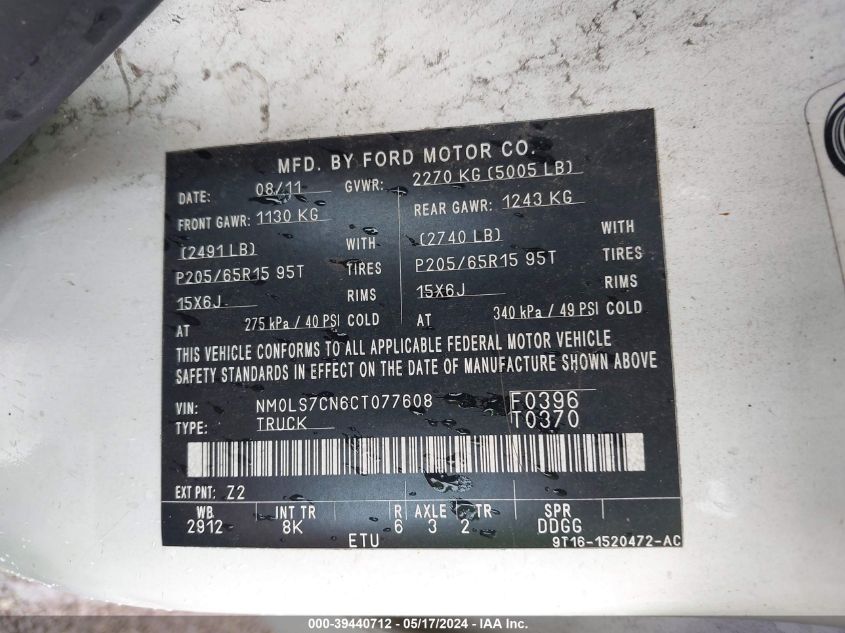 MFD. BY FORD MOTOR CO.
DATE: 08/11 GVWR: 2270 KG (5005 LB)
FRONT GAWR: 1130 KG REAR GAWR: 1243 KG
(2491 LB) WITH (2740 LB) WITH
P205/65R15 95T TIRES P205/65R15 95T TIRES
15X6J RIMS 15X6J RIMS
AT 275 kPa / 40 PSI COLD AT 340 kPa / 49 PSI COLD
THIS VEHICLE CONFORMS TO ALL APPLICABLE FEDERAL MOTOR VEHICLE
SAFETY STANDARDS IN EFFECT ON THE DATE OF MANUFACTURE SHOWN ABOVE
VIN: NM0LS7CN6CT077608 F0396
TYPE: TRUCK T0370
EXT PNT: Z2
WB INT TR R AXLE TR SPR
2912 8K 6 3 2 DDGG
ETU 9T16-1520472-AC
000-39440712 - 05/17/2024 - IAA Inc.